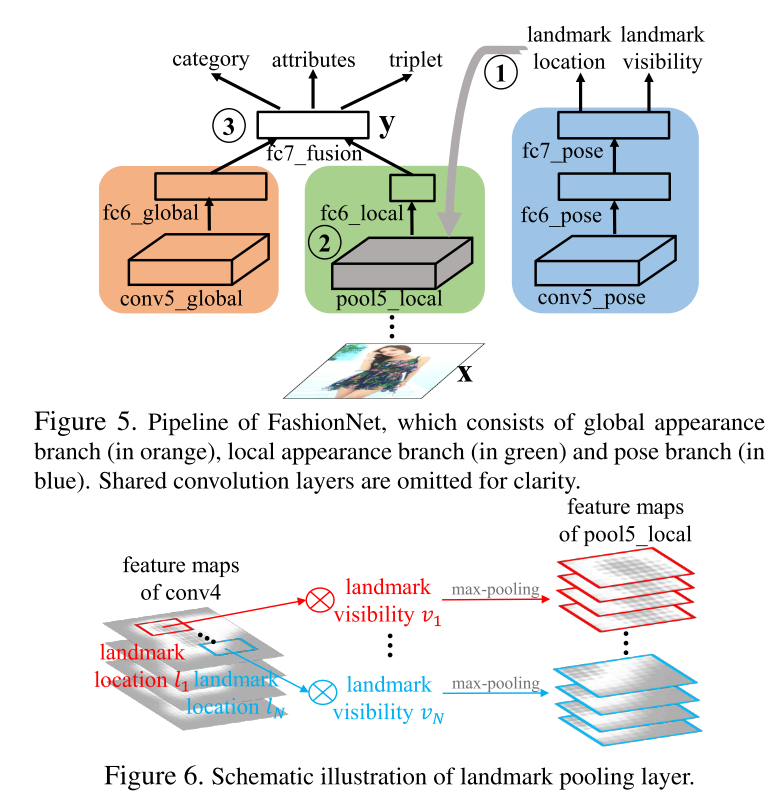 category attributes triplet
landmark location
landmark visibility
1
3
y
fc7_fusion
fc7_pose
fc6_global
fc6_local
fc6_pose
2
conv5_global
pool5_local
conv5_pose
x
Figure 5. Pipeline of FashionNet, which consists of global appearance
branch (in orange), local appearance branch (in green) and pose branch (in
blue). Shared convolution layers are omitted for clarity.
feature maps
of conv4
feature maps
of pool5_local
landmark
location l₁
landmark
visibility v₁
max-pooling
landmark
location l_N
landmark
visibility v_N
max-pooling
Figure 6. Schematic illustration of landmark pooling layer.